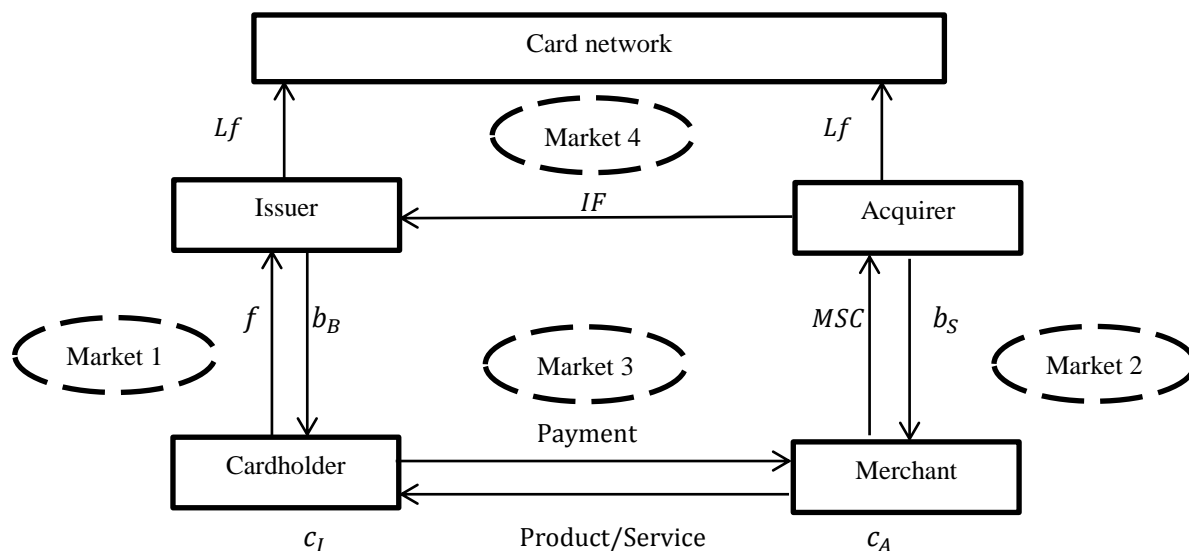 Card network
Lf
Market 4
Lf
Issuer
IF
Acquirer
f
b_B
MSC
b_S
Market 1
Market 3
Market 2
Payment
Cardholder
Merchant
c_I
Product/Service
c_A